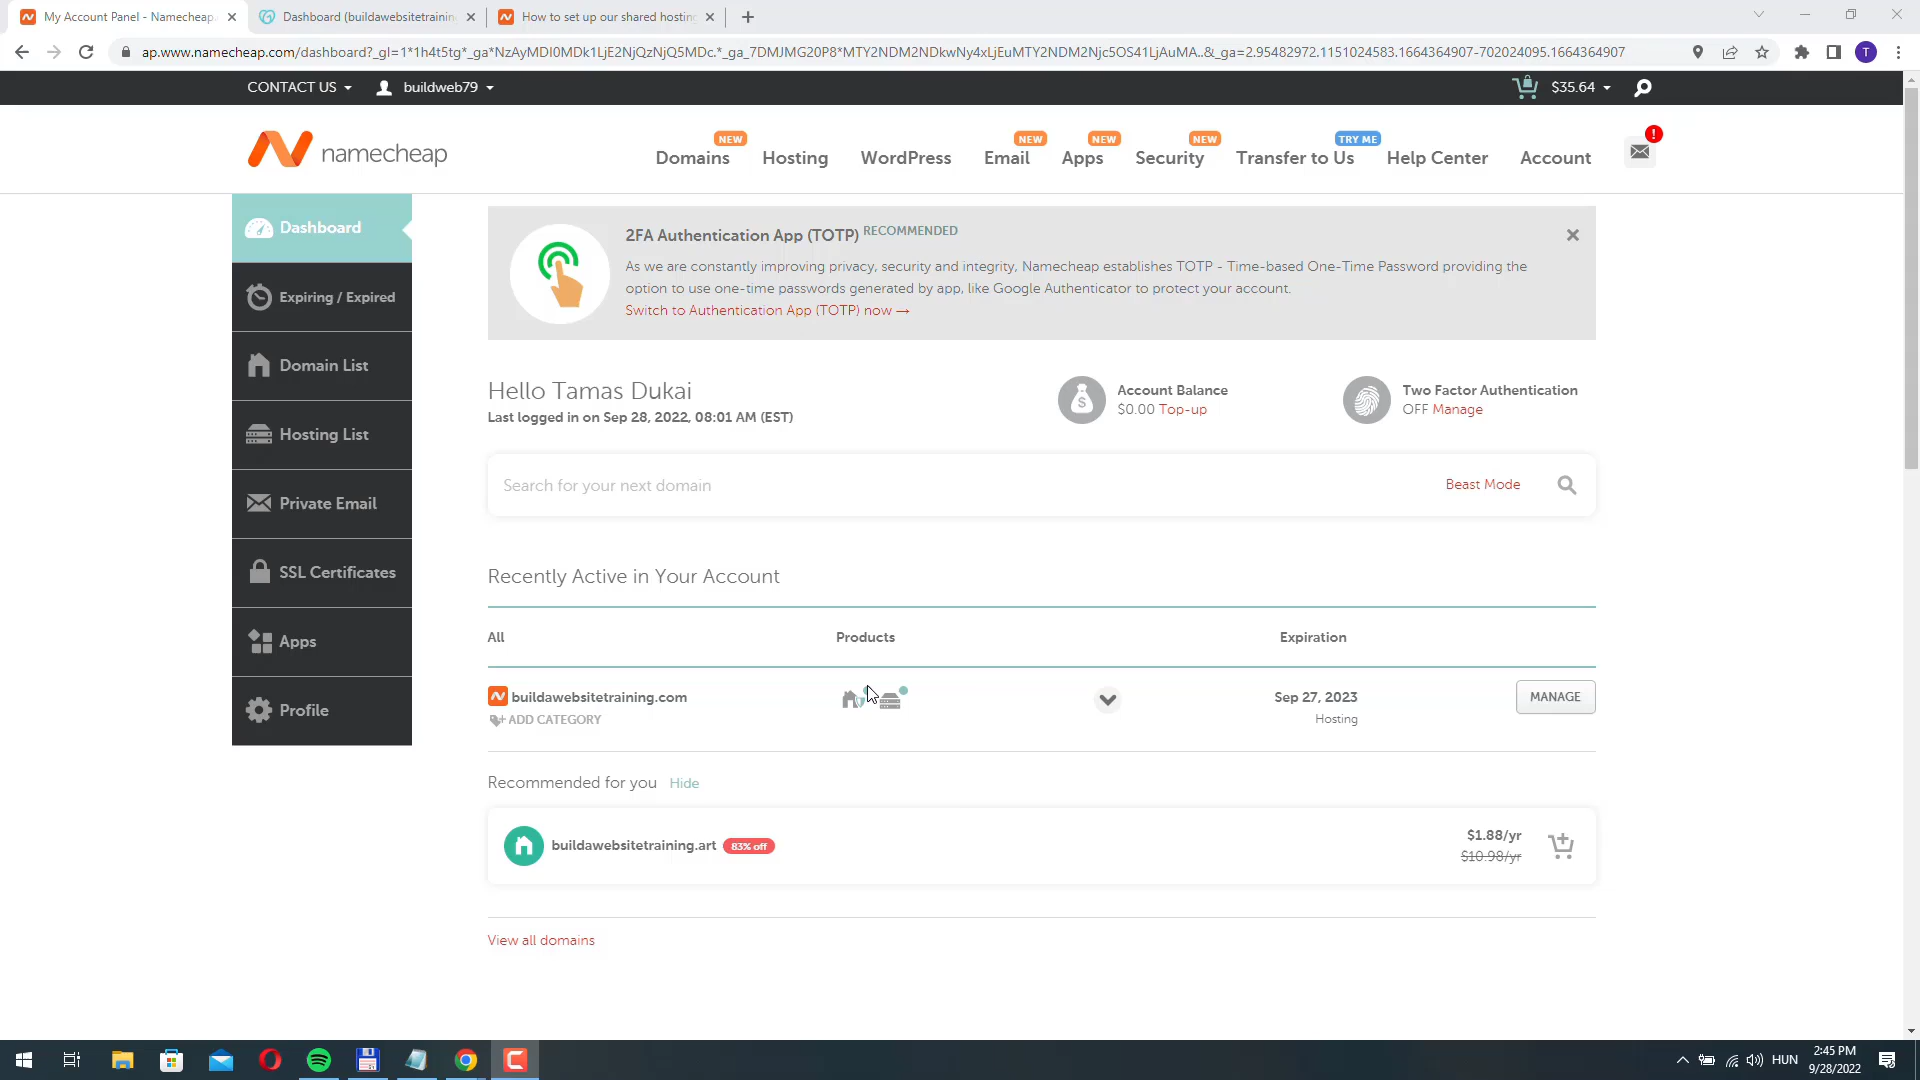 My Account Panel - Namecheap.
Dashboard (buildawebsitetraining
How to set up our shared hosting
ap.www.namecheap.com/dashboard?_gl=1*1h4t5tg*_ga*NzAyMDI0MDk1LjE2NjQzNjQ5MDc.*_ga_7DMJMG20P8*MTY2NDM2NDkwNy4xLjEuMTY2NDM2Njc5OS41LjAuMA..&_ga=2.95482972.1151024583.1664364907-702024095.1664364907
T
CONTACT US
buildweb79
$35.64
namecheap
NEW
NEW
NEW
NEW
TRY ME
!
Domains
Hosting
WordPress
Email
Apps
Security
Transfer to Us
Help Center
Account
Dashboard
Expiring / Expired
Domain List
Hosting List
Private Email
SSL Certificates
Apps
Profile
2FA Authentication App (TOTP) RECOMMENDED
As we are constantly improving privacy, security and integrity, Namecheap establishes TOTP - Time-based One-Time Password providing the
option to use one-time passwords generated by app, like Google Authenticator to protect your account.
Switch to Authentication App (TOTP) now →
Hello Tamas Dukai
Last logged in on Sep 28, 2022, 08:01 AM (EST)
$
Account Balance
$0.00 Top-up
Two Factor Authentication
OFF Manage
Search for your next domain
Beast Mode
Recently Active in Your Account
All
Products
Expiration
buildawebsitetraining.com
ADD CATEGORY
Sep 27, 2023
Hosting
MANAGE
Recommended for you
Hide
buildawebsitetraining.art
83% off
$1.88/yr
$10.98/yr
View all domains
HUN
2:45 PM
9/28/2022